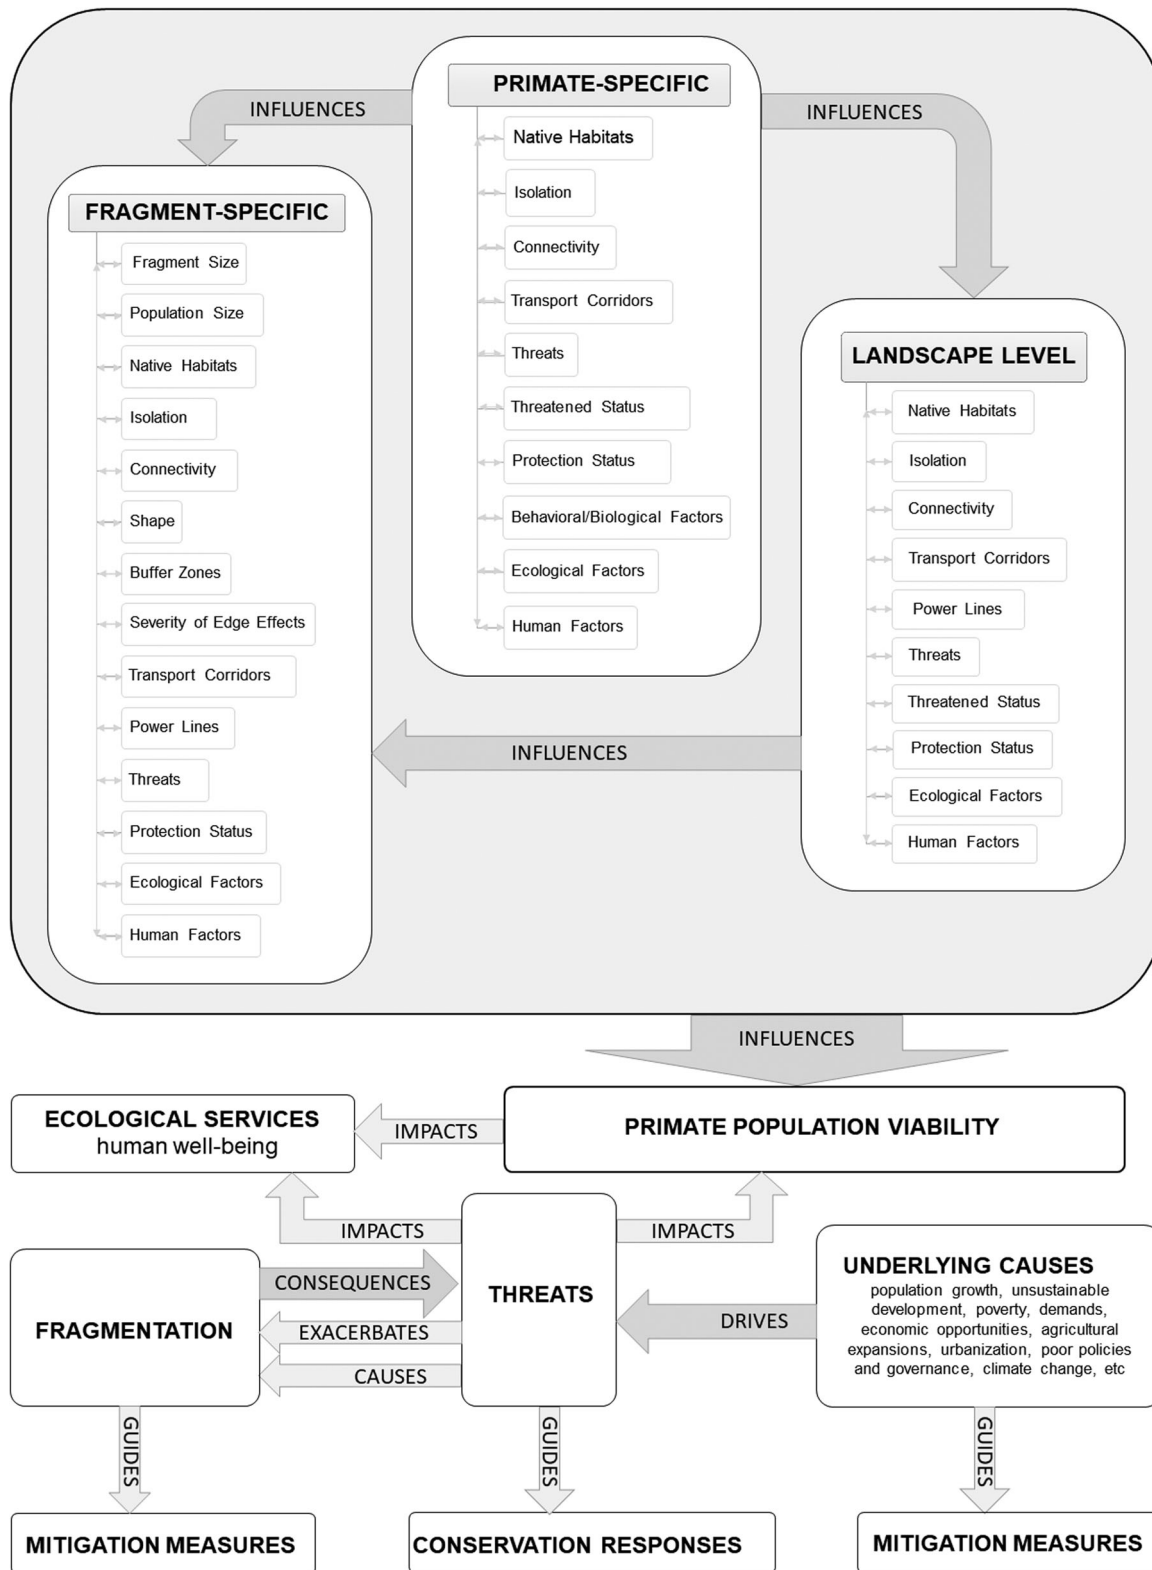 PRIMATE-SPECIFIC
INFLUENCES
INFLUENCES
Native Habitats
Isolation
Connectivity
Transport Corridors
Threats
Threatened Status
Protection Status
Behavioral/Biological Factors
Ecological Factors
Human Factors
FRAGMENT-SPECIFIC
Fragment Size
Population Size
Native Habitats
Isolation
Connectivity
Shape
Buffer Zones
Severity of Edge Effects
Transport Corridors
Power Lines
Threats
Protection Status
Ecological Factors
Human Factors
LANDSCAPE LEVEL
Native Habitats
Isolation
Connectivity
Transport Corridors
Power Lines
Threats
Threatened Status
Protection Status
Ecological Factors
Human Factors
INFLUENCES
INFLUENCES
ECOLOGICAL SERVICES
human well-being
IMPACTS
PRIMATE POPULATION VIABILITY
IMPACTS
IMPACTS
FRAGMENTATION
CONSEQUENCES
EXACERBATES
CAUSES
THREATS
DRIVES
UNDERLYING CAUSES
population growth, unsustainable
development, poverty, demands,
economic opportunities, agricultural
expansions, urbanization, poor policies
and governance, climate change, etc
GUIDES
GUIDES
GUIDES
MITIGATION MEASURES
CONSERVATION RESPONSES
MITIGATION MEASURES